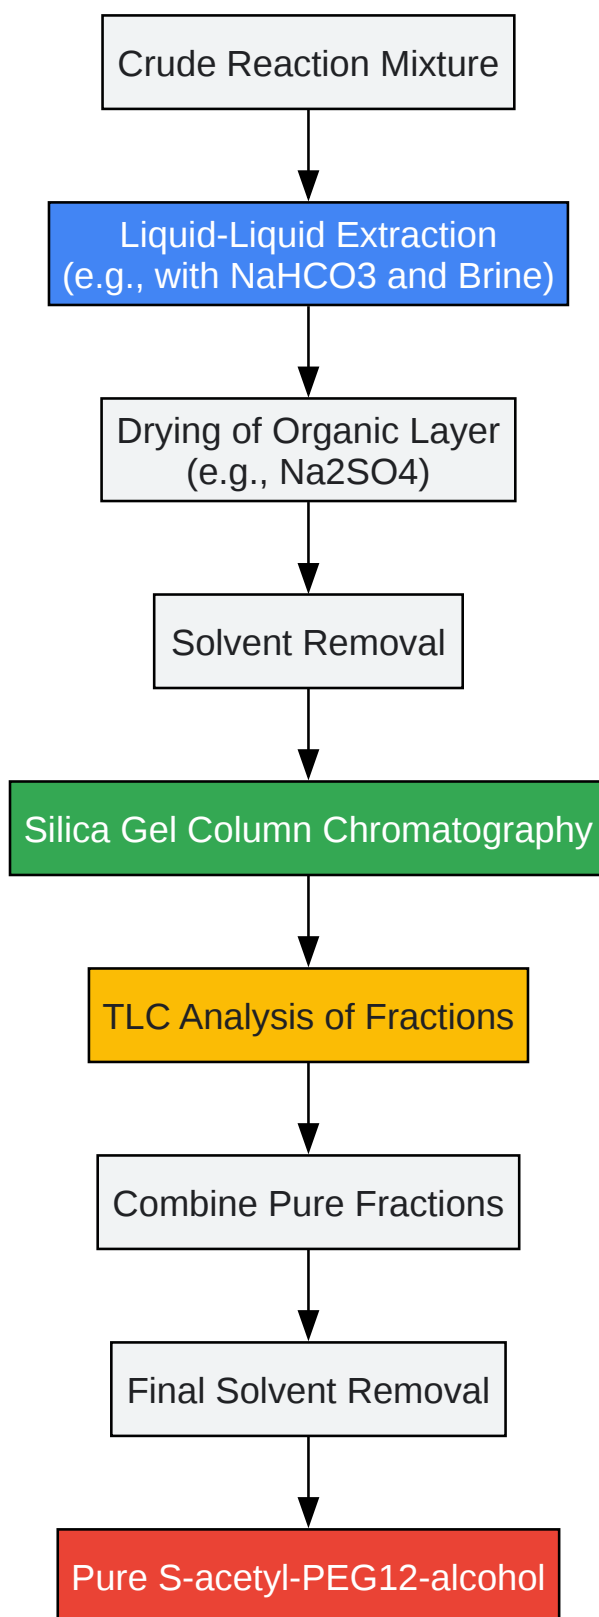 Crude Reaction Mixture
Liquid-Liquid Extraction
(e.g., with NaHCO3 and Brine)
Drying of Organic Layer
(e.g., Na2SO4)
Solvent Removal
Silica Gel Column Chromatography
TLC Analysis of Fractions
Combine Pure Fractions
Final Solvent Removal
Pure S-acetyl-PEG12-alcohol